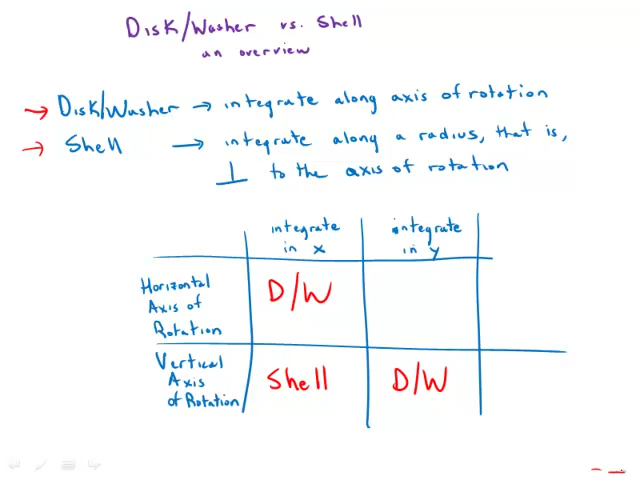 Disk/Washer vs. Shell
an overview
→ Disk/Washer → integrate along axis of rotation
→ Shell → integrate along a radius, that is,
⊥ to the axis of rotation
integrate in x
integrate in y
Horizontal
Axis of
Rotation
D/W
Vertical
Axis
of Rotation
Shell
D/W